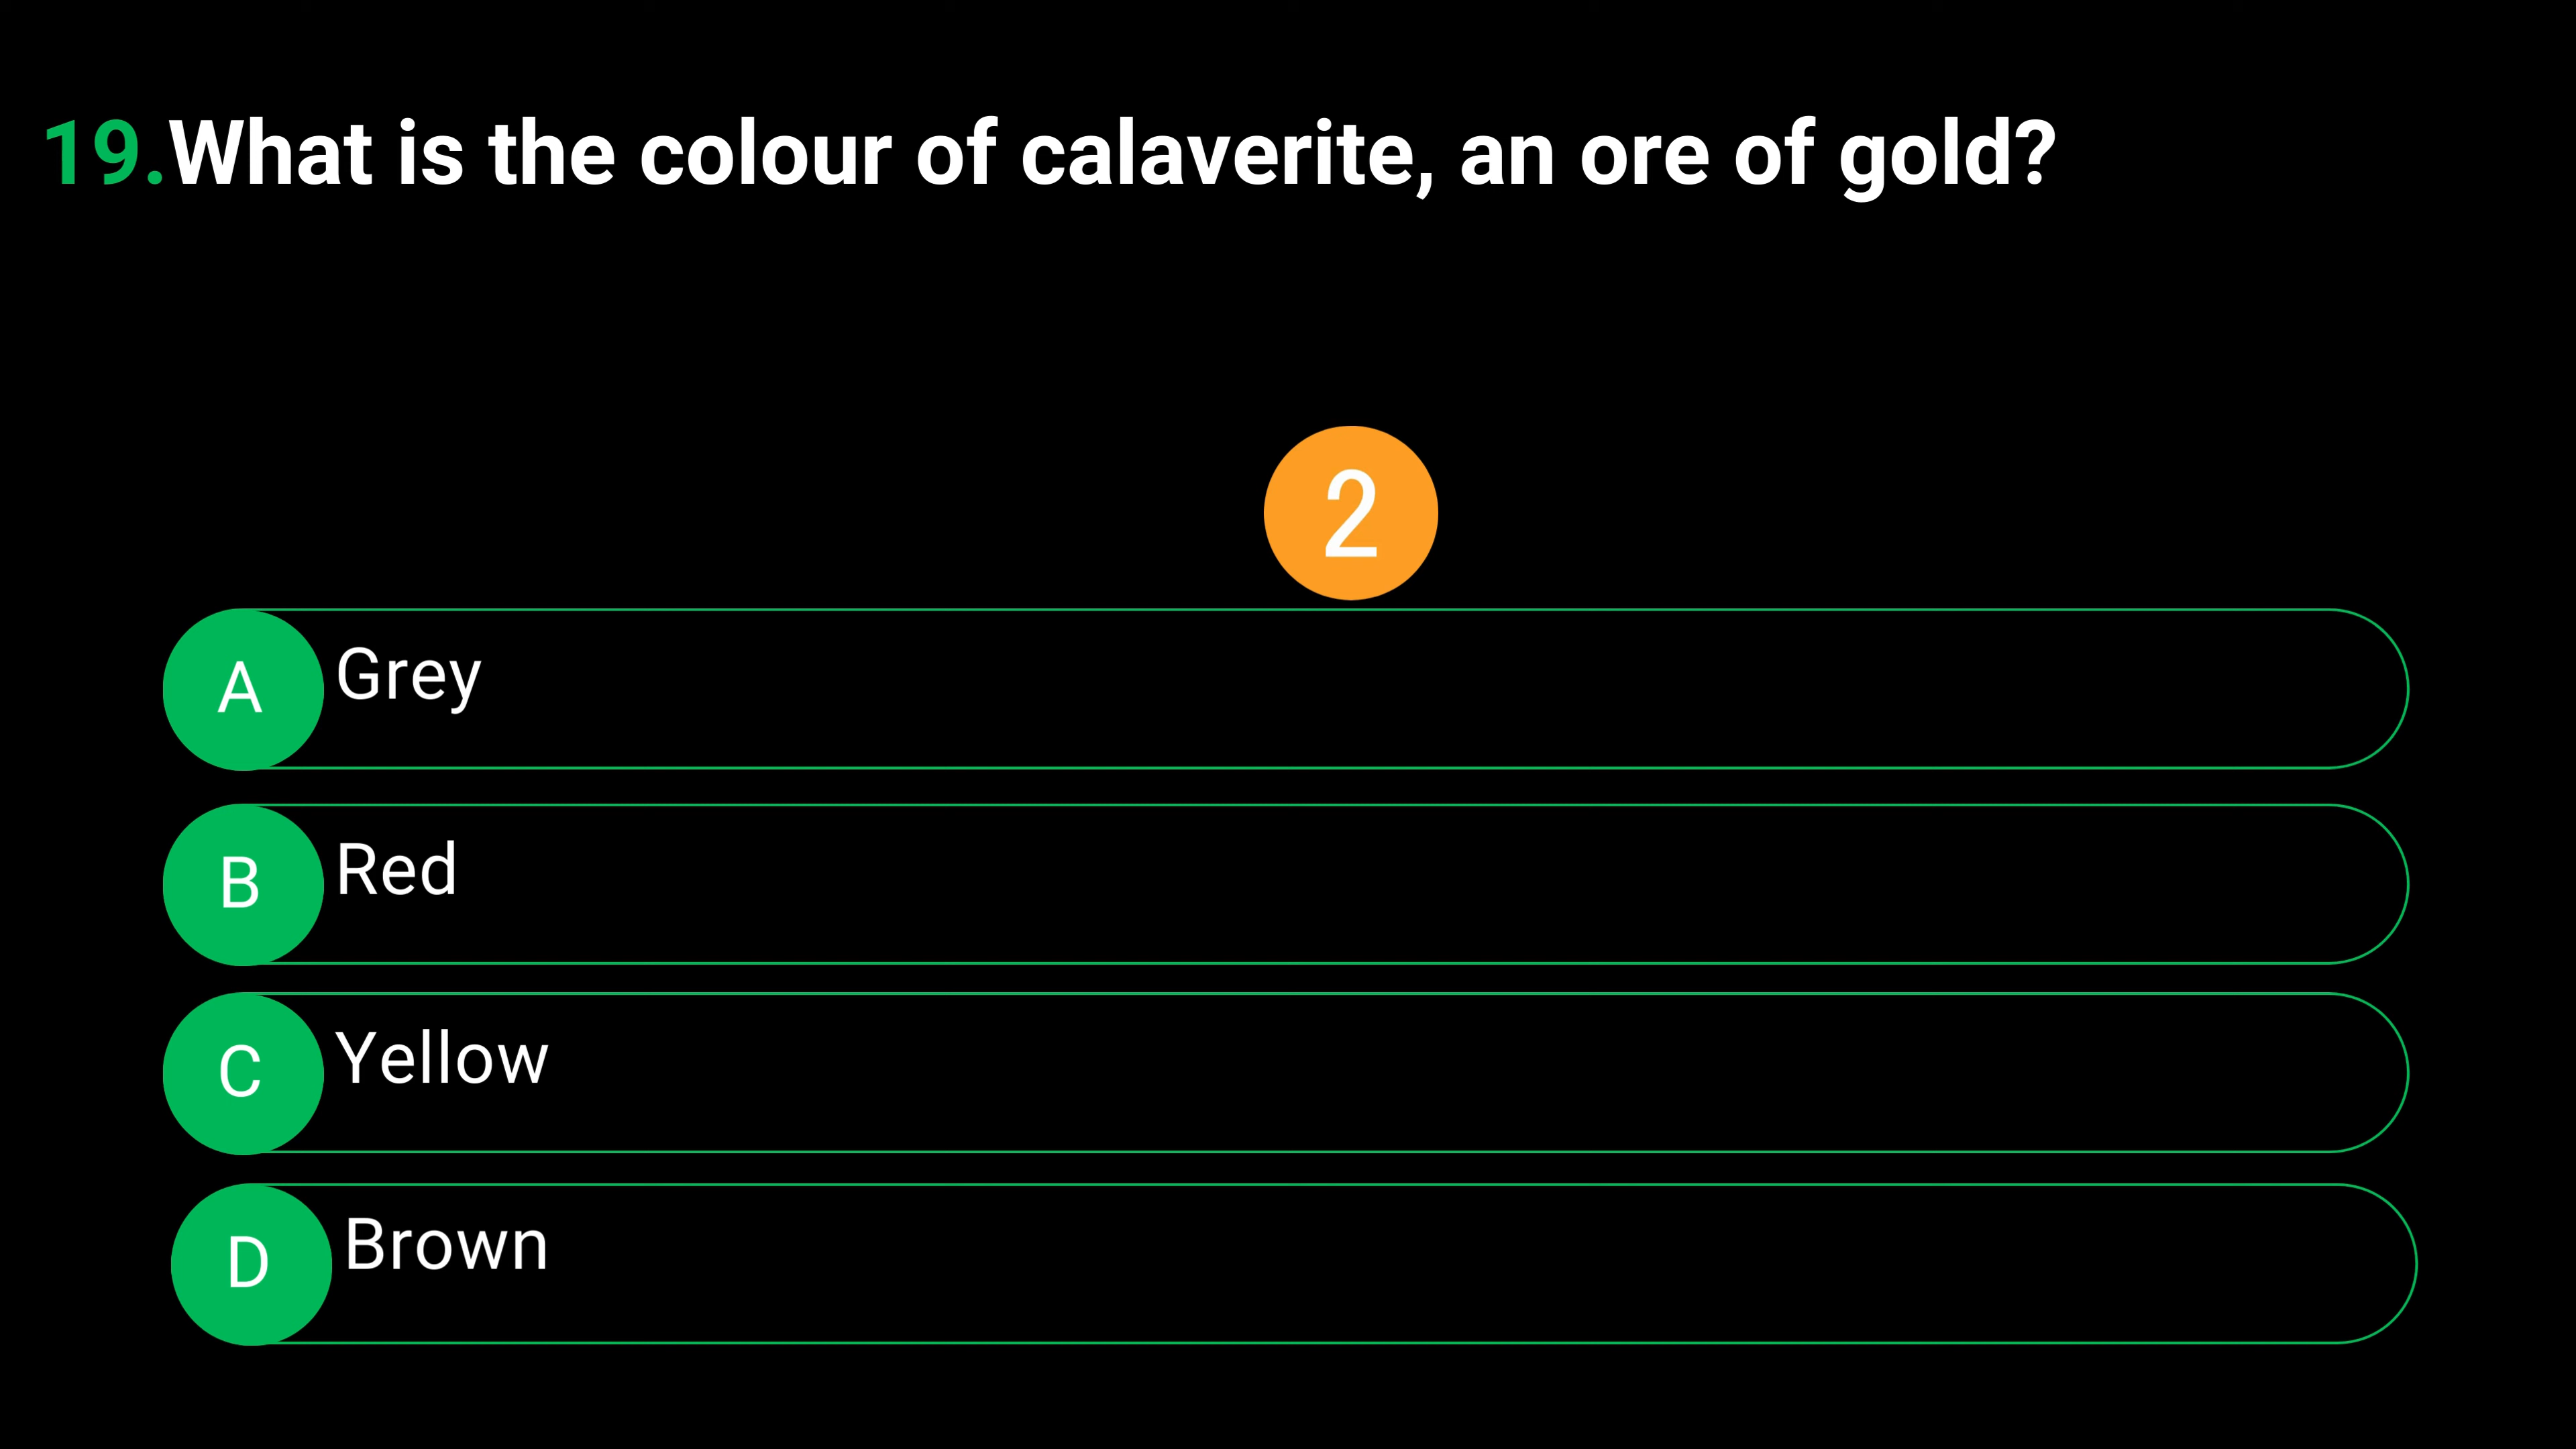 19.What is the colour of calaverite, an ore of gold?
2
A Grey
B Red
C Yellow
D Brown